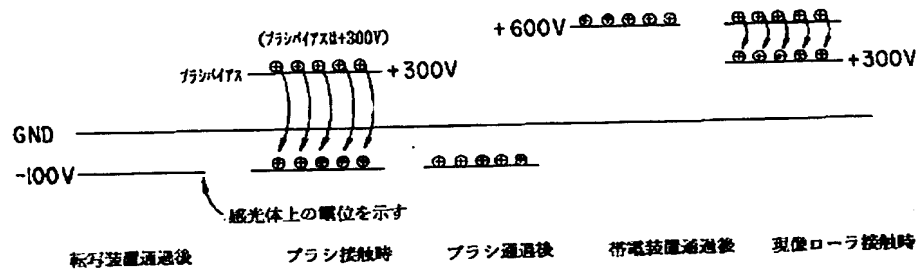 (ブラシバイアスは+300V)
ブラシバイアス
+300V
+600V
+300V
GND
-100V
感光体上の電位を示す
転写装置通過後
ブラシ接触時
ブラシ通過後
帯電装置通過後
現像ローラ接触時